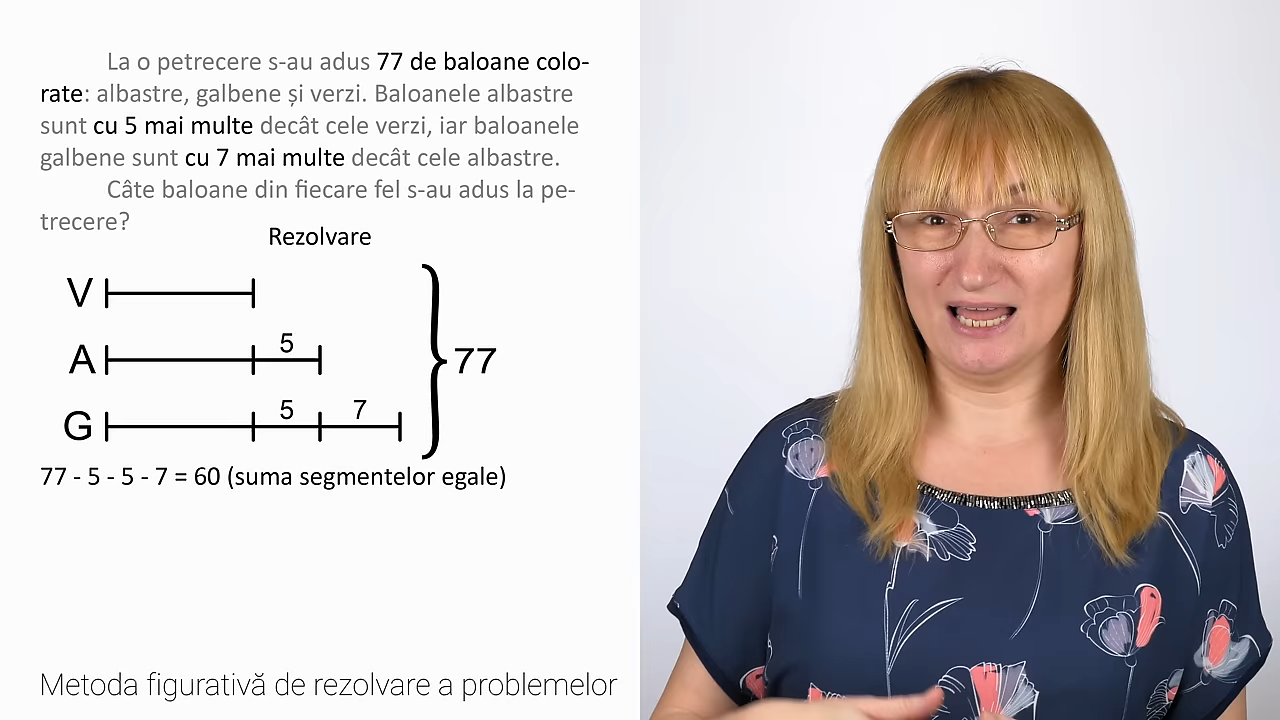 La o petrecere s-au adus 77 de baloane colo-
rate: albastre, galbene și verzi. Baloanele albastre
sunt cu 5 mai multe decât cele verzi, iar baloanele
galbene sunt cu 7 mai multe decât cele albastre.
Câte baloane din fiecare fel s-au adus la pe-
trecere?
Rezolvare
V
A 5
77
G 5 7
77 - 5 - 5 - 7 = 60 (suma segmentelor egale)
Metoda figurativă de rezolvare a problemelor